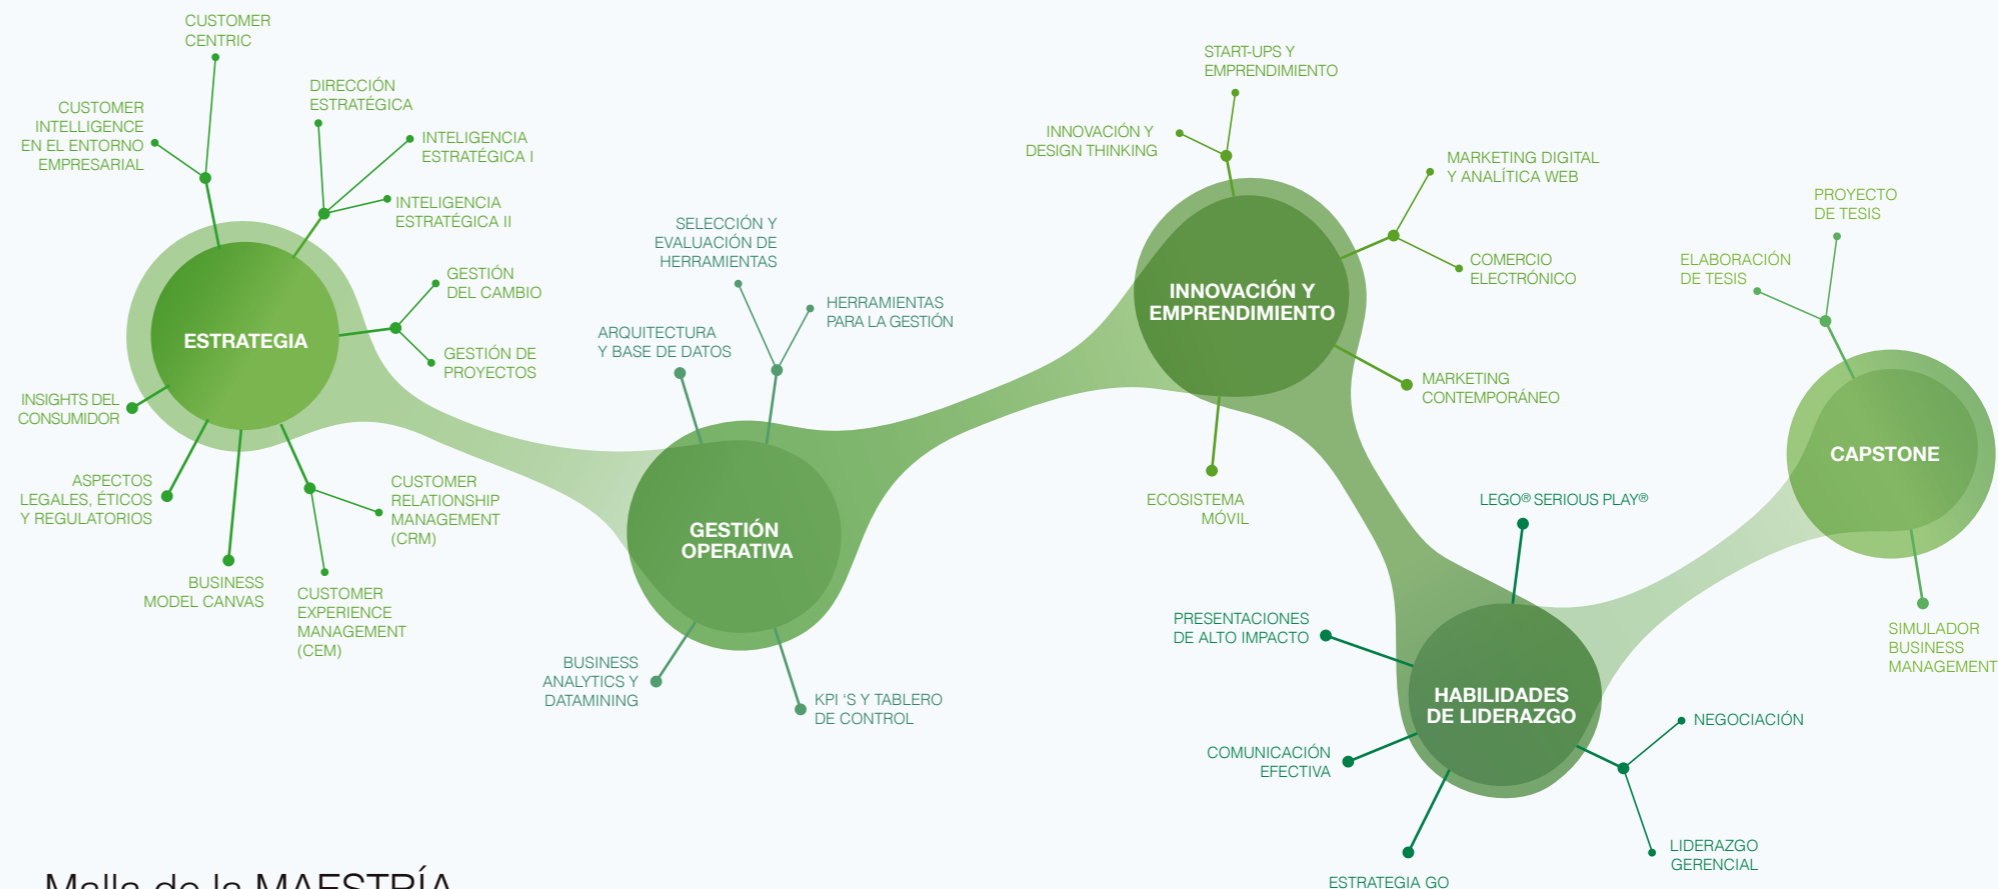 CUSTOMER
CENTRIC
CUSTOMER
INTELLIGENCE
EN EL ENTORNO
EMPRESARIAL
DIRECCIÓN
ESTRATÉGICA
INTELIGENCIA
ESTRATÉGICA I
INTELIGENCIA
ESTRATÉGICA II
GESTIÓN
DEL CAMBIO
GESTIÓN DE
PROYECTOS
ESTRATEGIA
INSIGHTS DEL
CONSUMIDOR
ASPECTOS
LEGALES, ÉTICOS
Y REGULATORIOS
BUSINESS
MODEL CANVAS
CUSTOMER
EXPERIENCE
MANAGEMENT
(CEM)
CUSTOMER
RELATIONSHIP
MANAGEMENT
(CRM)
SELECCIÓN Y
EVALUACIÓN DE
HERRAMIENTAS
HERRAMIENTAS
PARA LA GESTIÓN
ARQUITECTURA
Y BASE DE DATOS
GESTIÓN
OPERATIVA
BUSINESS
ANALYTICS Y
DATAMINING
KPI ‘S Y TABLERO
DE CONTROL
START-UPS Y
EMPRENDIMIENTO
INNOVACIÓN Y
DESIGN THINKING
MARKETING DIGITAL
Y ANALÍTICA WEB
COMERCIO
ELECTRÓNICO
INNOVACIÓN Y
EMPRENDIMIENTO
MARKETING
CONTEMPORÁNEO
ECOSISTEMA
MÓVIL
LEGO® SERIOUS PLAY®
PRESENTACIONES
DE ALTO IMPACTO
HABILIDADES
DE LIDERAZGO
COMUNICACIÓN
EFECTIVA
ESTRATEGIA GO
NEGOCIACIÓN
LIDERAZGO
GERENCIAL
PROYECTO
DE TESIS
ELABORACIÓN
DE TESIS
CAPSTONE
SIMULADOR
BUSINESS
MANAGEMENT
Malla de la MAESTRÍA